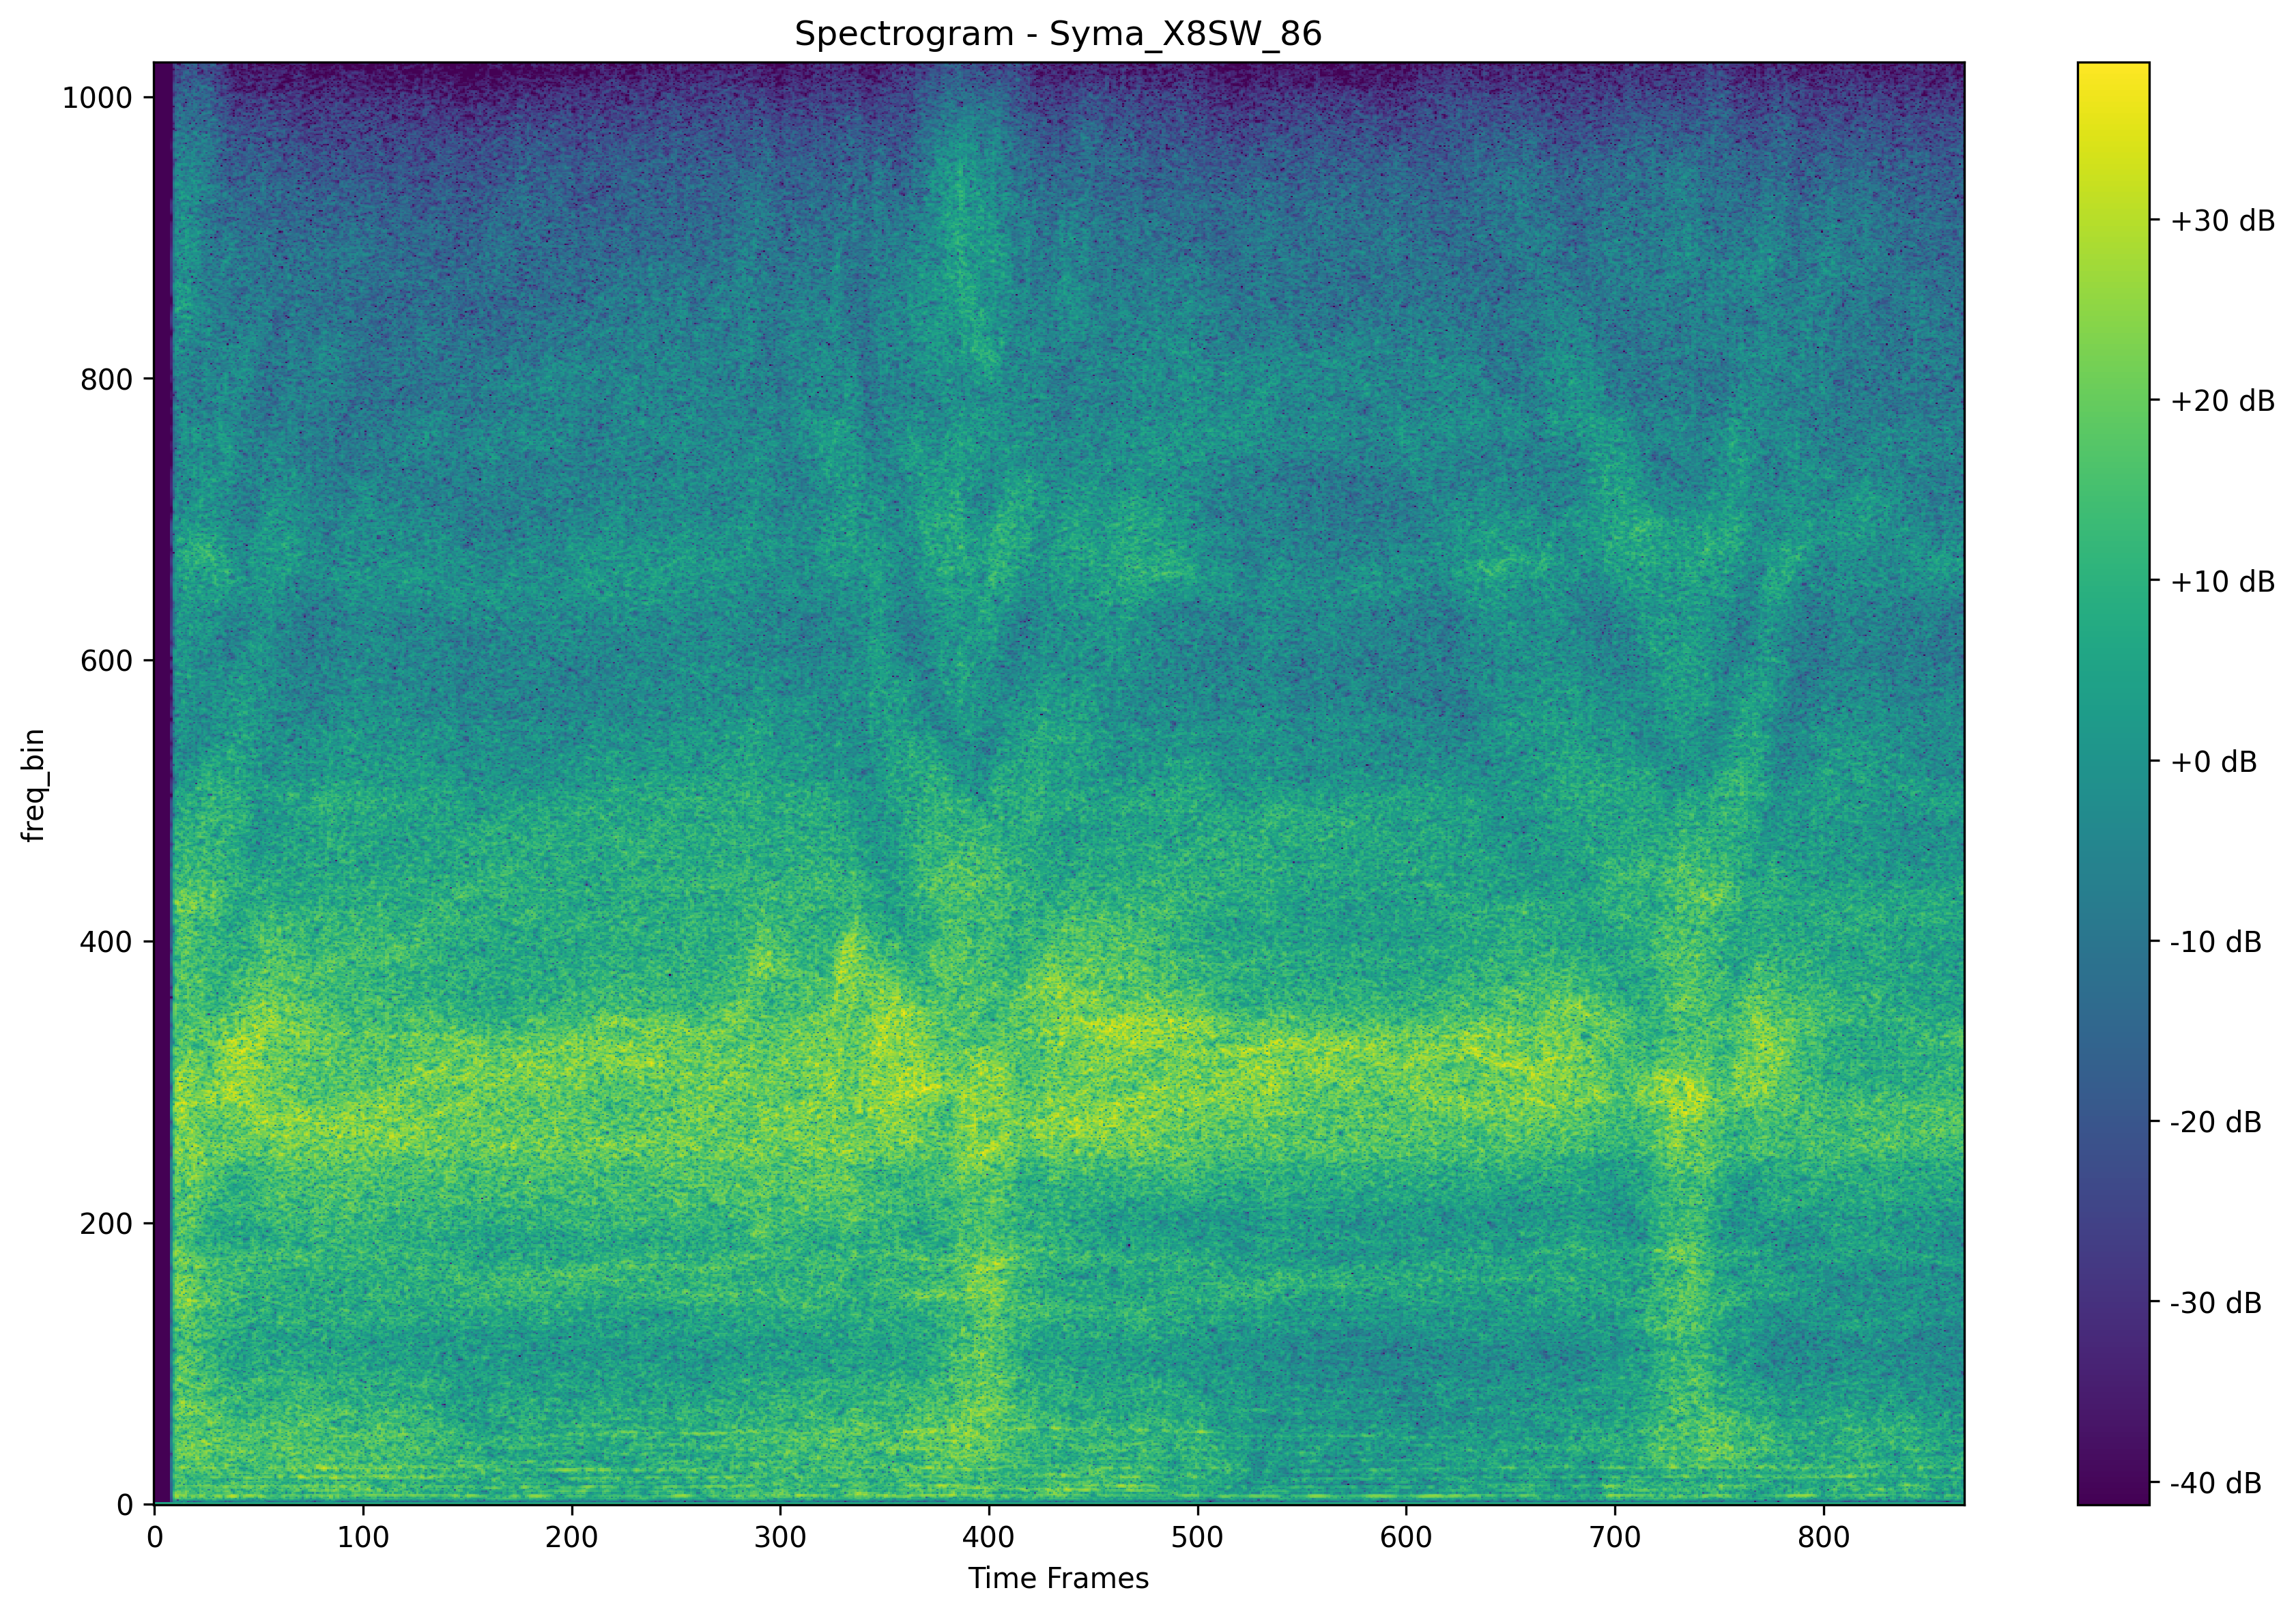 Spectrogram - Syma_X8SW_86
1000
800
600
400
200
0
freq_bin
0 100 200 300 400 500 600 700 800
Time Frames
+30 dB
+20 dB
+10 dB
+0 dB
-10 dB
-20 dB
-30 dB
-40 dB